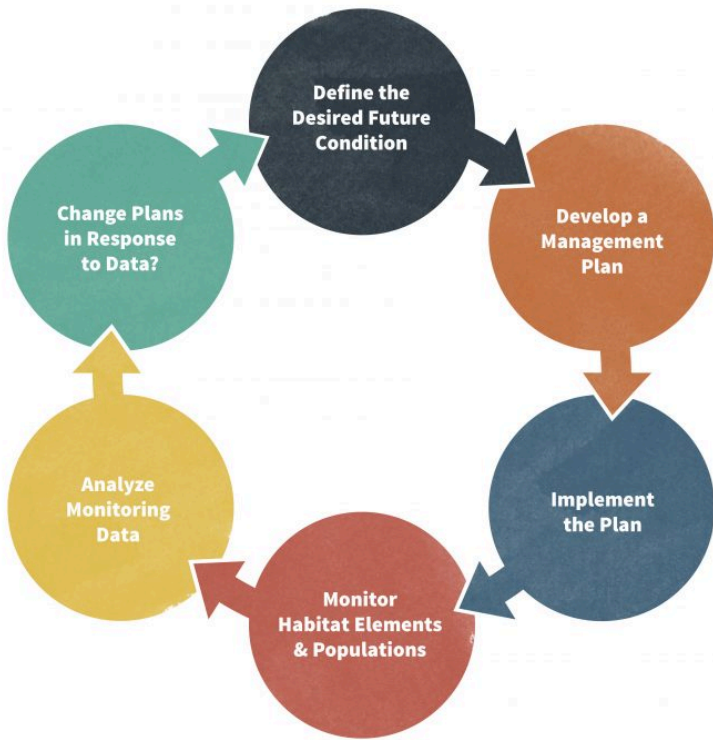 Define the
Desired Future
Condition
Develop a
Management
Plan
Implement
the Plan
Monitor
Habitat Elements
& Populations
Analyze
Monitoring
Data
Change Plans
in Response
to Data?